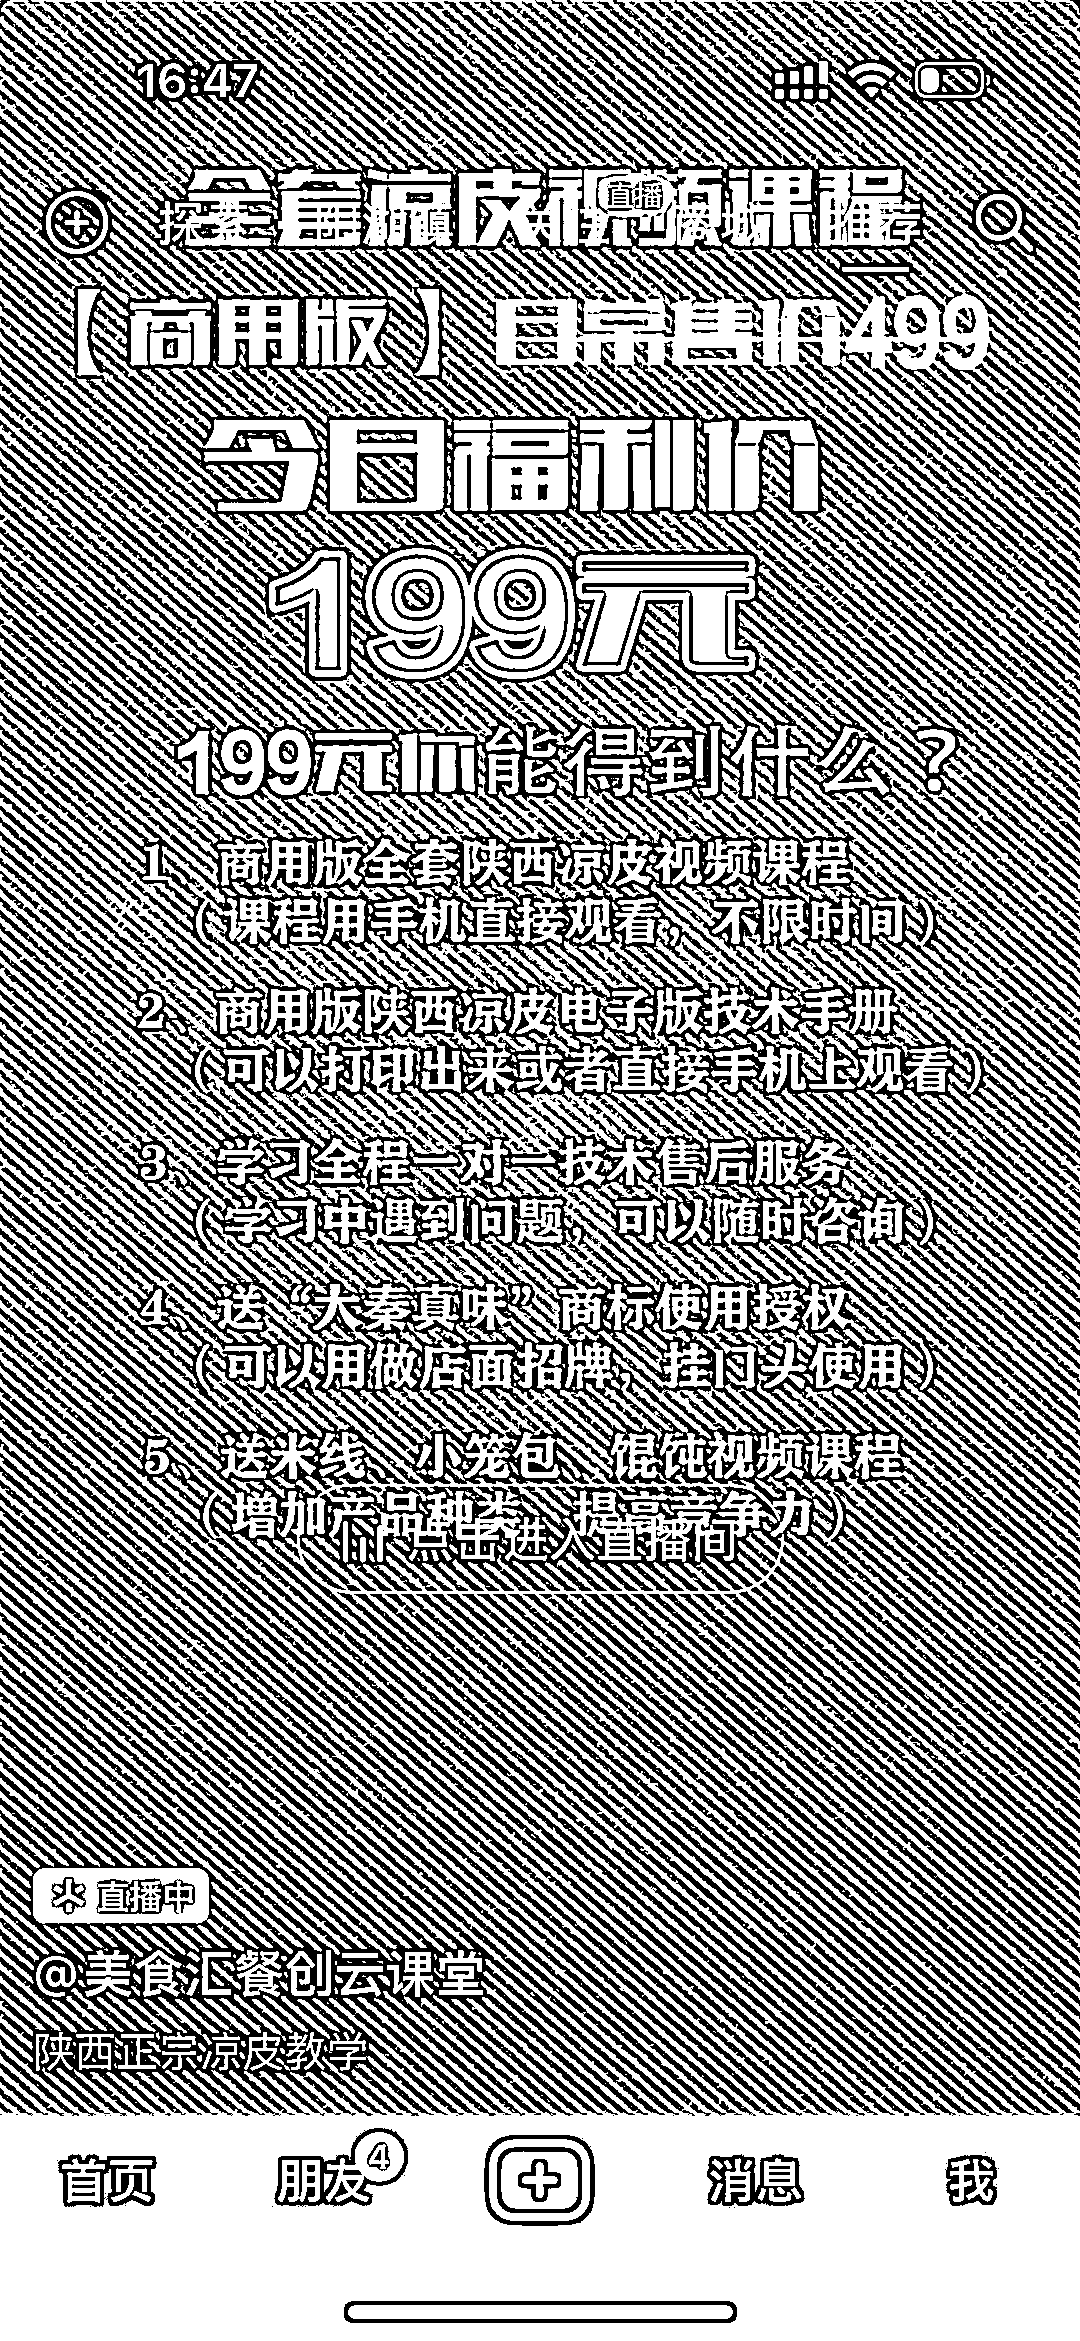 16:47
直播
全套凉皮视频课程
探索 关注 商城 推荐
【商用版】日常售价499
今日福利价
199元
199元 能得到什么？
1、商用版全套陕西凉皮视频课程
（课程用手机直接观看，不限时间）
2、商用版陕西凉皮电子版技术手册
（可以打印出来或者直接手机上观看）
3、学习全程一对一技术售后服务
（学习中遇到问题，可以随时咨询）
4、送“大秦真味”商标使用授权
（可以用做店面招牌，挂门头使用）
5、送米线、小笼包、馄饨视频课程
（增加产品种类、提高竞争力）
点击进入直播间
直播中
@美食汇餐创云课堂
陕西正宗凉皮教学
首页 朋友 4 消息 我